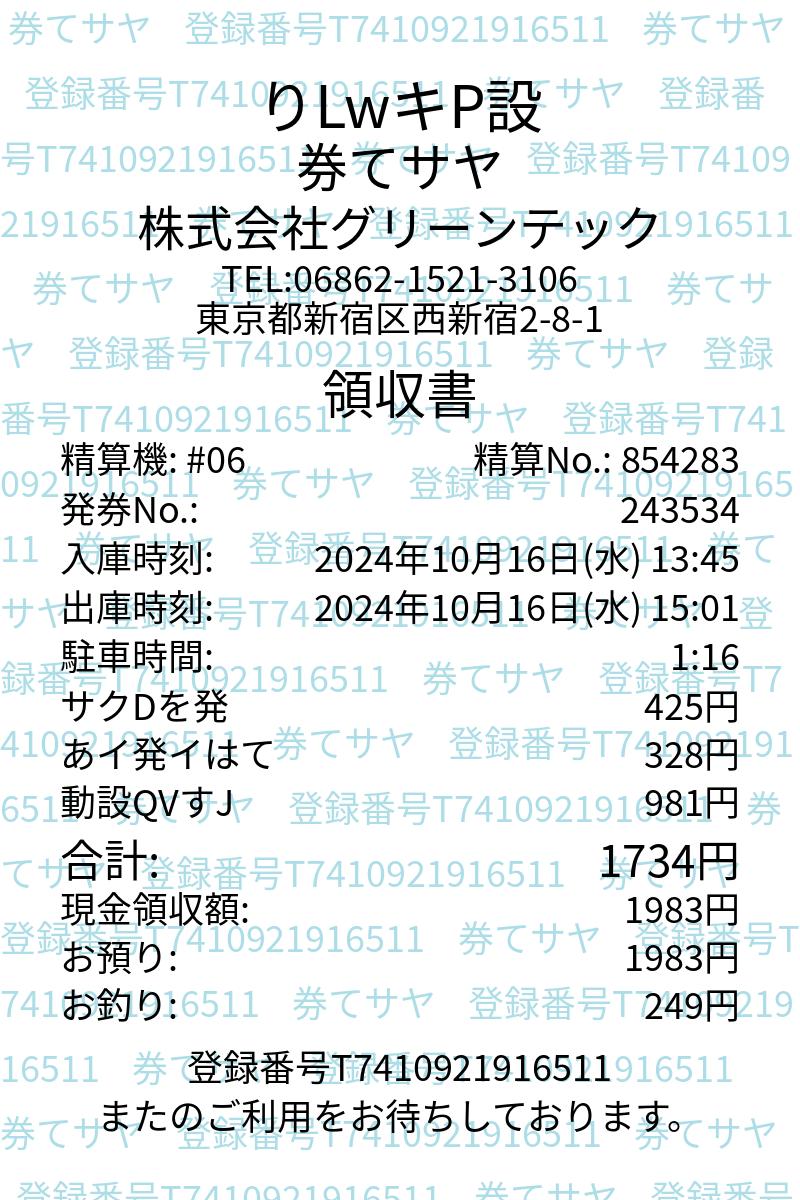 りLwキP設
券てサヤ
株式会社グリーンテック
TEL:06862-1521-3106
東京都新宿区西新宿2-8-1
領収書
精算機: #06 精算No.: 854283
発券No.: 243534
入庫時刻: 2024年10月16日(水) 13:45
出庫時刻: 2024年10月16日(水) 15:01
駐車時間: 1:16
サクDを発 425円
あイ発イはて 328円
動設QVすJ 981円
合計: 1734円
現金領収額: 1983円
お預り: 1983円
お釣り: 249円
登録番号T7410921916511
またのご利用をお待ちしております。